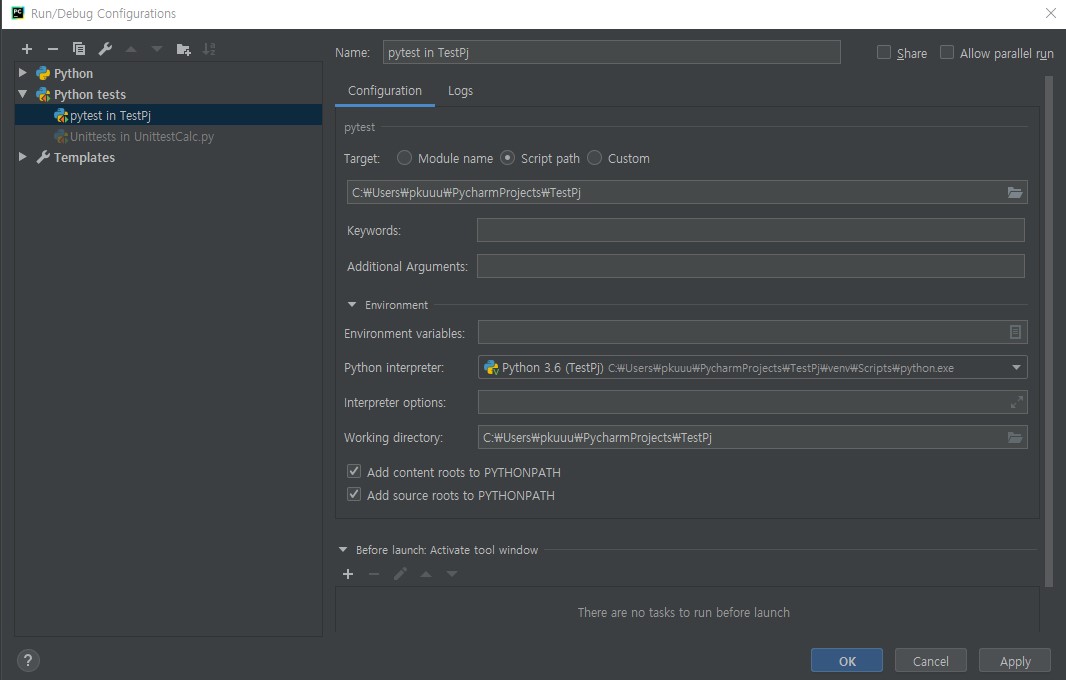 Run/Debug Configurations
Name: pytest in TestPj Share Allow parallel run
Python
Python tests
pytest in TestPj
Unittests in UnittestCalc.py
Templates
Configuration Logs
pytest
Target: Module name Script path Custom
C:₩Users₩pkuuu₩PycharmProjects₩TestPj
Keywords:
Additional Arguments:
Environment
Environment variables:
Python interpreter: Python 3.6 (TestPj) C:₩Users₩pkuuu₩PycharmProjects₩TestPj₩venv₩Scripts₩python.exe
Interpreter options:
Working directory: C:₩Users₩pkuuu₩PycharmProjects₩TestPj
Add content roots to PYTHONPATH
Add source roots to PYTHONPATH
Before launch: Activate tool window
There are no tasks to run before launch
? OK Cancel Apply